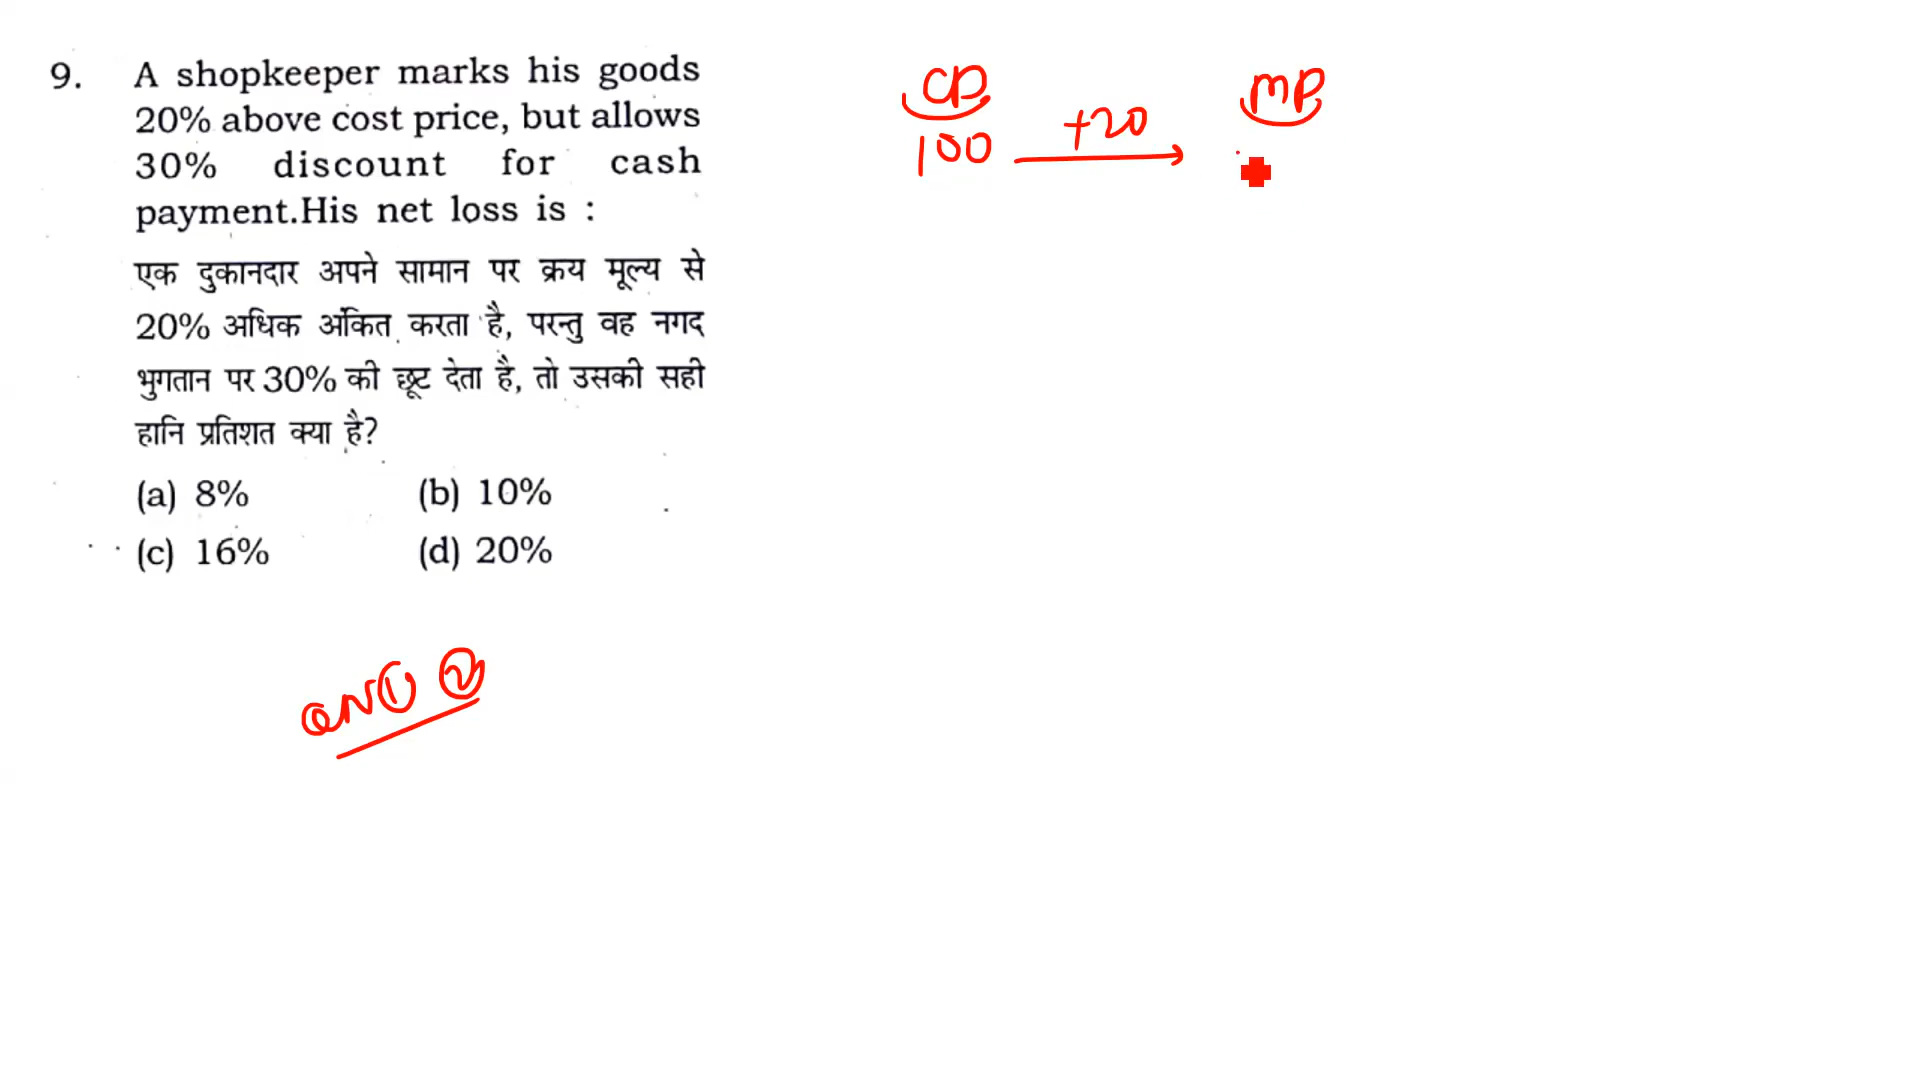 9. A shopkeeper marks his goods
20% above cost price, but allows
30% discount for cash
payment.His net loss is :
एक दुकानदार अपने सामान पर क्रय मूल्य से
20% अधिक अंकित करता है, परन्तु वह नगद
भुगतान पर 30% की छूट देता है, तो उसकी सही
हानि प्रतिशत क्या है?
(a) 8% (b) 10%
(c) 16% (d) 20%
CP +20 MP
100